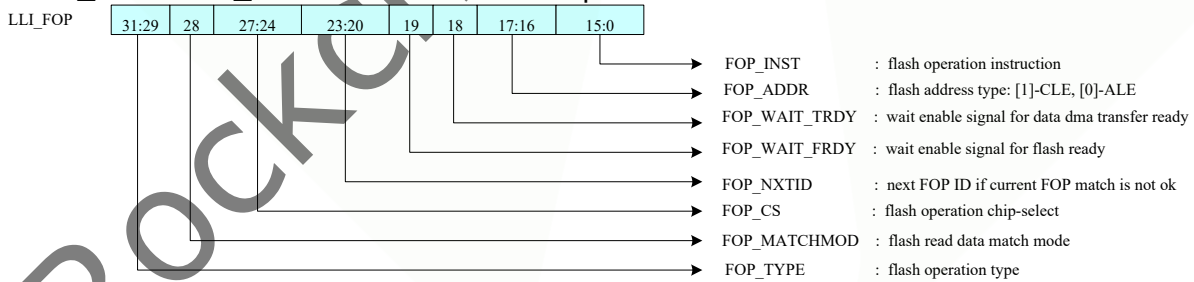 LLI_FOP
31:29 28 27:24 23:20 19 18 17:16 15:0
FOP_INST : flash operation instruction
FOP_ADDR : flash address type: [1]-CLE, [0]-ALE
FOP_WAIT_TRDY : wait enable signal for data dma transfer ready
FOP_WAIT_FRDY : wait enable signal for flash ready
FOP_NXTID : next FOP ID if current FOP match is not ok
FOP_CS : flash operation chip-select
FOP_MATCHMOD : flash read data match mode
FOP_TYPE : flash operation type